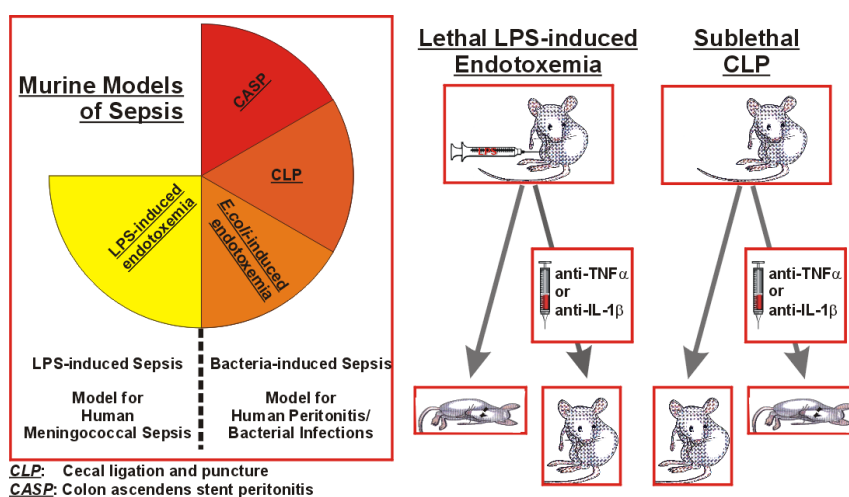 Murine Models
of Sepsis
CASP
CLP
E.coli-induced
endotoxemia
LPS-induced
endotoxemia
LPS-induced Sepsis
Model for
Human
Meningococcal Sepsis
Bacteria-induced Sepsis
Model for
Human Peritonitis/
Bacterial Infections
CLP: Cecal ligation and puncture
CASP: Colon ascendens stent peritonitis
Lethal LPS-induced
Endotoxemia
LPS
anti-TNFα
or
anti-IL-1β
Sublethal
CLP
anti-TNFα
or
anti-IL-1β